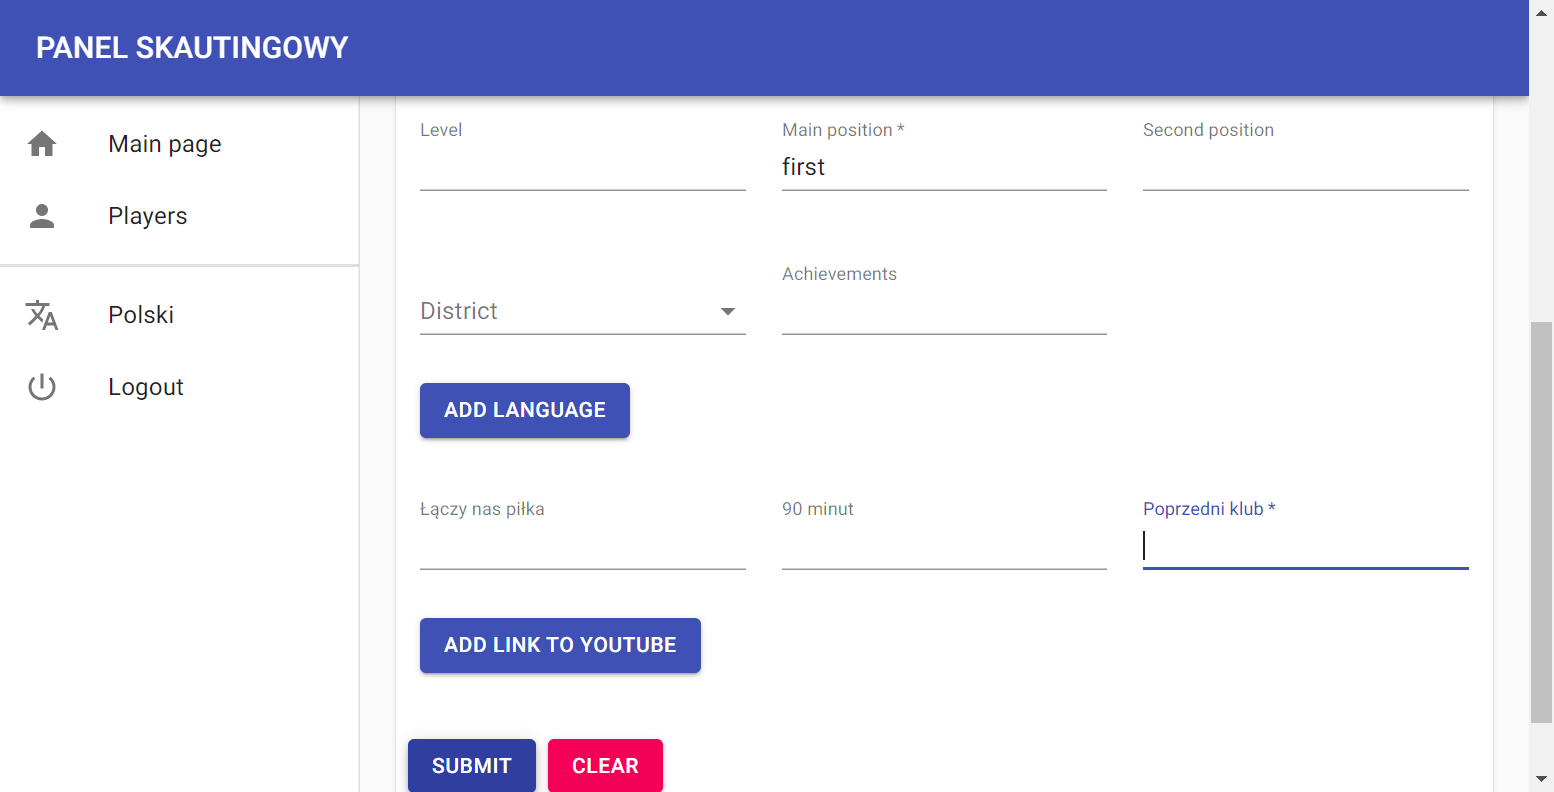 PANEL SKAUTINGOWY
Main page
Players
Polski
Logout
Level
Main position *
Second position
first
District
Achievements
ADD LANGUAGE
Łączy nas piłka
90 minut
Poprzedni klub *
ADD LINK TO YOUTUBE
SUBMIT
CLEAR